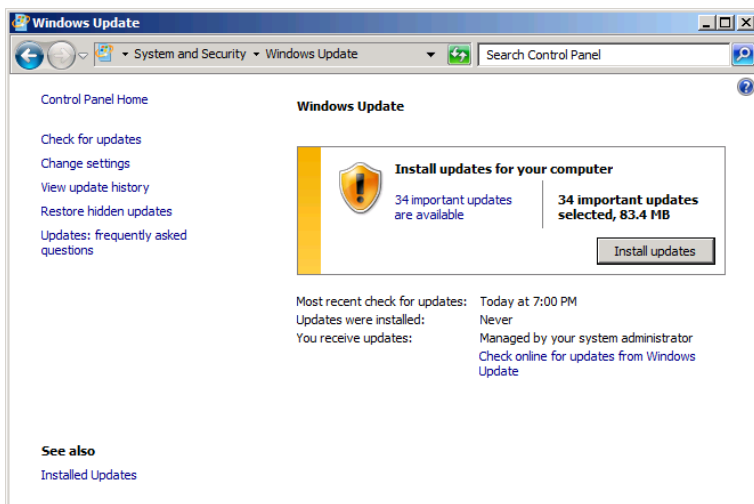 Windows Update
System and Security Windows Update
Search Control Panel
Control Panel Home
Check for updates
Change settings
View update history
Restore hidden updates
Updates: frequently asked
questions
See also
Installed Updates
Windows Update
Install updates for your computer
34 important updates
are available
34 important updates
selected, 83.4 MB
Install updates
Most recent check for updates: Today at 7:00 PM
Updates were installed: Never
You receive updates: Managed by your system administrator
Check online for updates from Windows
Update